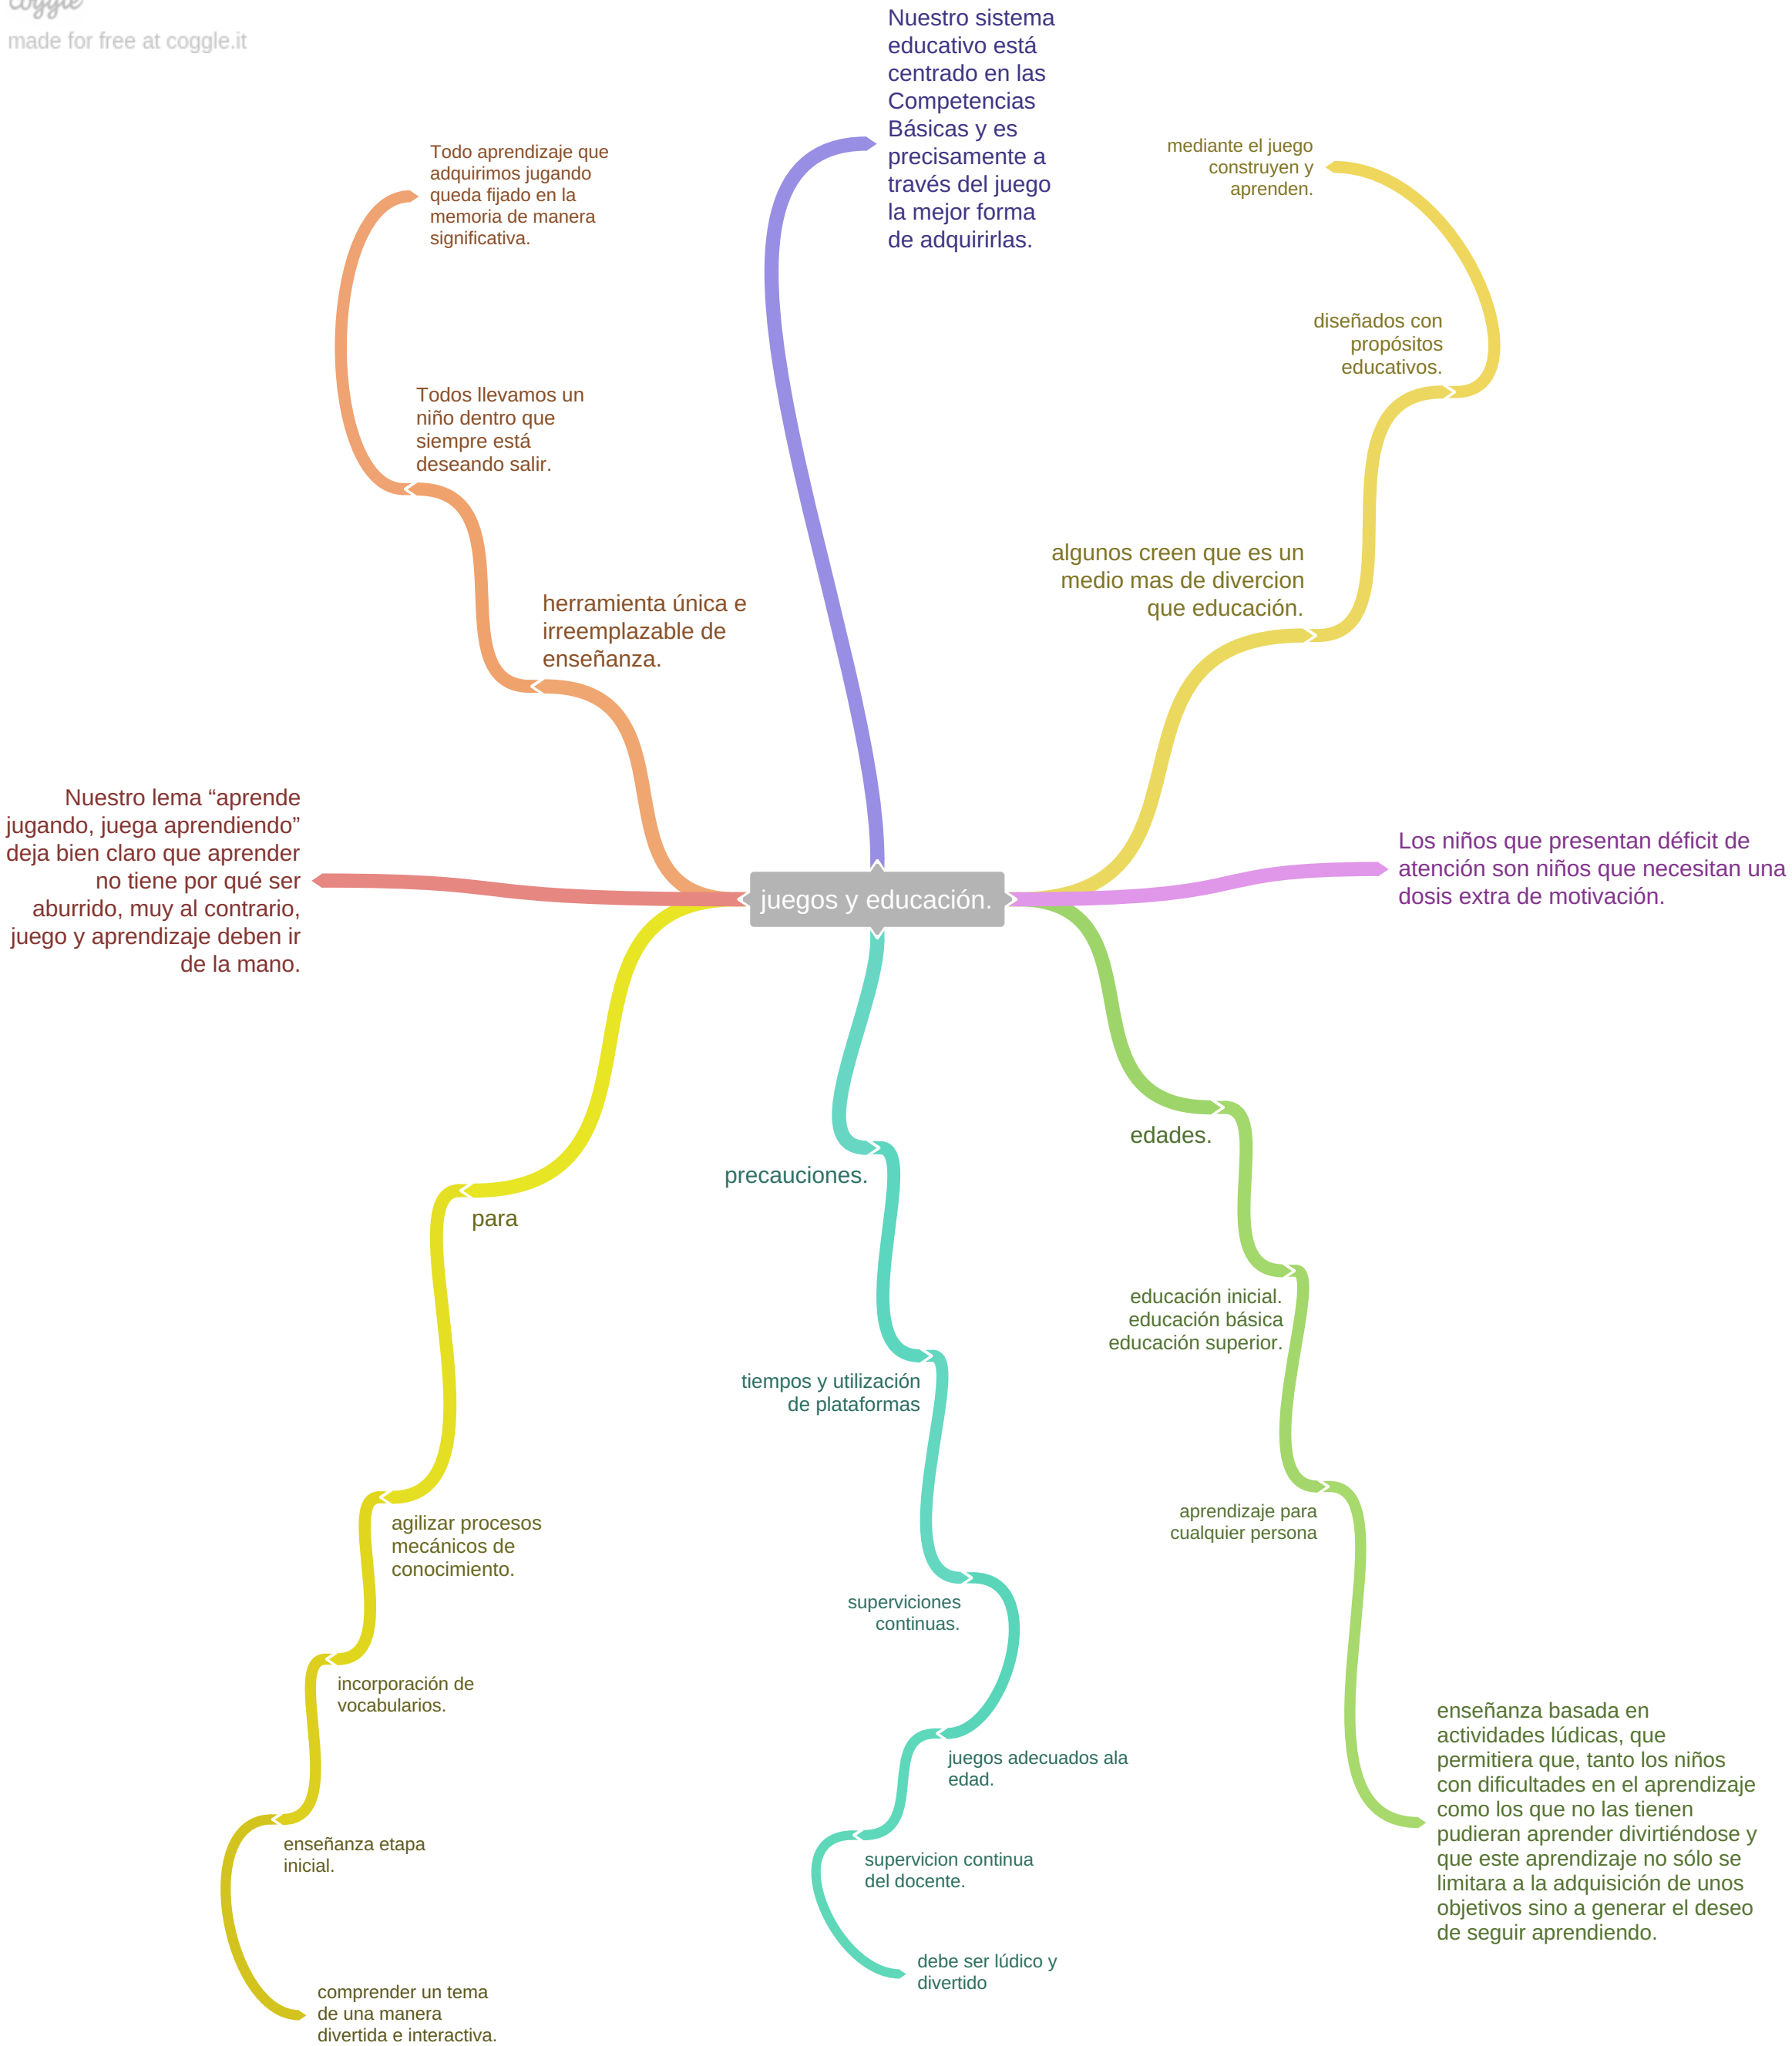 coggle
made for free at coggle.it
Nuestro sistema
educativo está
centrado en las
Competencias
Básicas y es
precisamente a
través del juego
la mejor forma
de adquirirlas.
Todo aprendizaje que
adquirimos jugando
queda fijado en la
memoria de manera
significativa.
mediante el juego
construyen y
aprenden.
diseñados con
propósitos
educativos.
Todos llevamos un
niño dentro que
siempre está
deseando salir.
algunos creen que es un
medio mas de divercion
que educación.
herramienta única e
irreemplazable de
enseñanza.
Nuestro lema “aprende
jugando, juega aprendiendo”
deja bien claro que aprender
no tiene por qué ser
aburrido, muy al contrario,
juego y aprendizaje deben ir
de la mano.
juegos y educación.
Los niños que presentan déficit de
atención son niños que necesitan una
dosis extra de motivación.
edades.
precauciones.
para
educación inicial.
educación básica
educación superior.
tiempos y utilización
de plataformas
aprendizaje para
cualquier persona
agilizar procesos
mecánicos de
conocimiento.
superviciones
continuas.
incorporación de
vocabularios.
enseñanza basada en
actividades lúdicas, que
permitiera que, tanto los niños
con dificultades en el aprendizaje
como los que no las tienen
pudieran aprender divirtiéndose y
que este aprendizaje no sólo se
limitara a la adquisición de unos
objetivos sino a generar el deseo
de seguir aprendiendo.
juegos adecuados ala
edad.
enseñanza etapa
inicial.
supervicion continua
del docente.
debe ser lúdico y
divertido
comprender un tema
de una manera
divertida e interactiva.